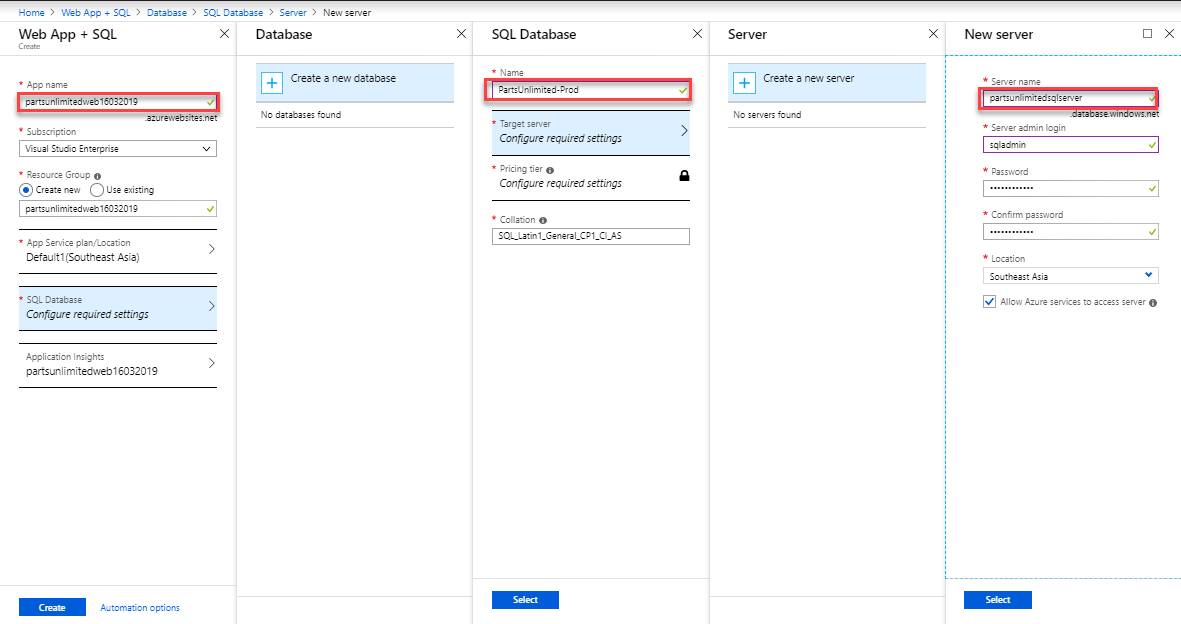 Home > Web App + SQL > Database > SQL Database > Server > New server
Web App + SQL
Create
* App name
partsunlimitedweb16032019
.azurewebsites.net
* Subscription
Visual Studio Enterprise
* Resource Group
Create new
Use existing
partsunlimitedweb16032019
* App Service plan/Location
Default1(Southeast Asia)
* SQL Database
Configure required settings
Application Insights
partsunlimitedweb16032019
Create
Automation options
Database
Create a new database
No databases found
SQL Database
* Name
PartsUnlimited-Prod
* Target server
Configure required settings
* Pricing tier
Configure required settings
* Collation
SQL_Latin1_General_CP1_CI_AS
Select
Server
Create a new server
No servers found
New server
* Server name
partsunlimitedsqlserver
.database.windows.net
* Server admin login
sqladmin
* Password
••••••••••••
* Confirm password
••••••••••••
* Location
Southeast Asia
Allow Azure services to access server
Select